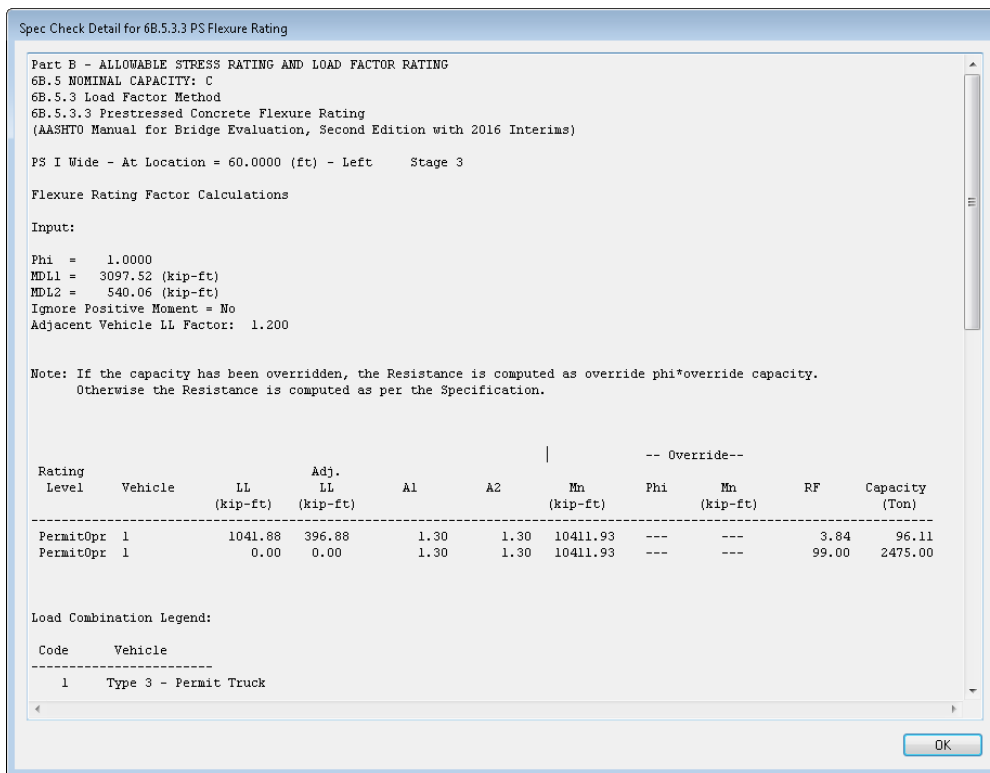 Spec Check Detail for 6B.5.3.3 PS Flexure Rating
Part B - ALLOWABLE STRESS RATING AND LOAD FACTOR RATING
6B.5 NOMINAL CAPACITY: C
6B.5.3 Load Factor Method
6B.5.3.3 Prestressed Concrete Flexure Rating
(AASHTO Manual for Bridge Evaluation, Second Edition with 2016 Interims)
PS I Wide - At Location = 60.0000 (ft) - Left Stage 3
Flexure Rating Factor Calculations
Input:
Phi = 1.0000
MDL1 = 3097.52 (kip-ft)
MDL2 = 540.06 (kip-ft)
Ignore Positive Moment = No
Adjacent Vehicle LL Factor: 1.200
Note: If the capacity has been overridden, the Resistance is computed as override phi*override capacity.
Otherwise the Resistance is computed as per the Specification.
-- Override--
Rating Adj.
Level Vehicle LL LL A1 A2 Mn Phi Mn RF Capacity
(kip-ft) (kip-ft) (kip-ft) (kip-ft) (Ton)
PermitOpr 1 1041.88 396.88 1.30 1.30 10411.93 --- --- 3.84 96.11
PermitOpr 1 0.00 0.00 1.30 1.30 10411.93 --- --- 99.00 2475.00
Load Combination Legend:
Code Vehicle
1 Type 3 - Permit Truck
OK